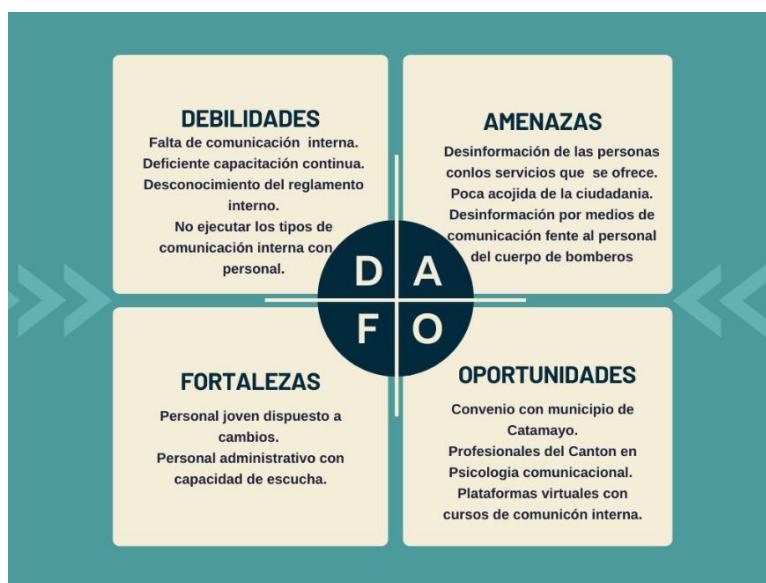 DEBILIDADES
Falta de comunicación interna.
Deficiente capacitación continua.
Desconocimiento del reglamento
interno.
No ejecutar los tipos de
comunicación interna con
personal.
AMENAZAS
Desinformación de las personas
conlos servicios que se ofrece.
Poca acojida de la ciudadania.
Desinformación por medios de
comunicación fente al personal
del cuerpo de bomberos
D A
F O
FORTALEZAS
Personal joven dispuesto a
cambios.
Personal administrativo con
capacidad de escucha.
OPORTUNIDADES
Convenio con municipio de
Catamayo.
Profesionales del Canton en
Psicologia comunicacional.
Plataformas virtuales con
cursos de comunicón interna.